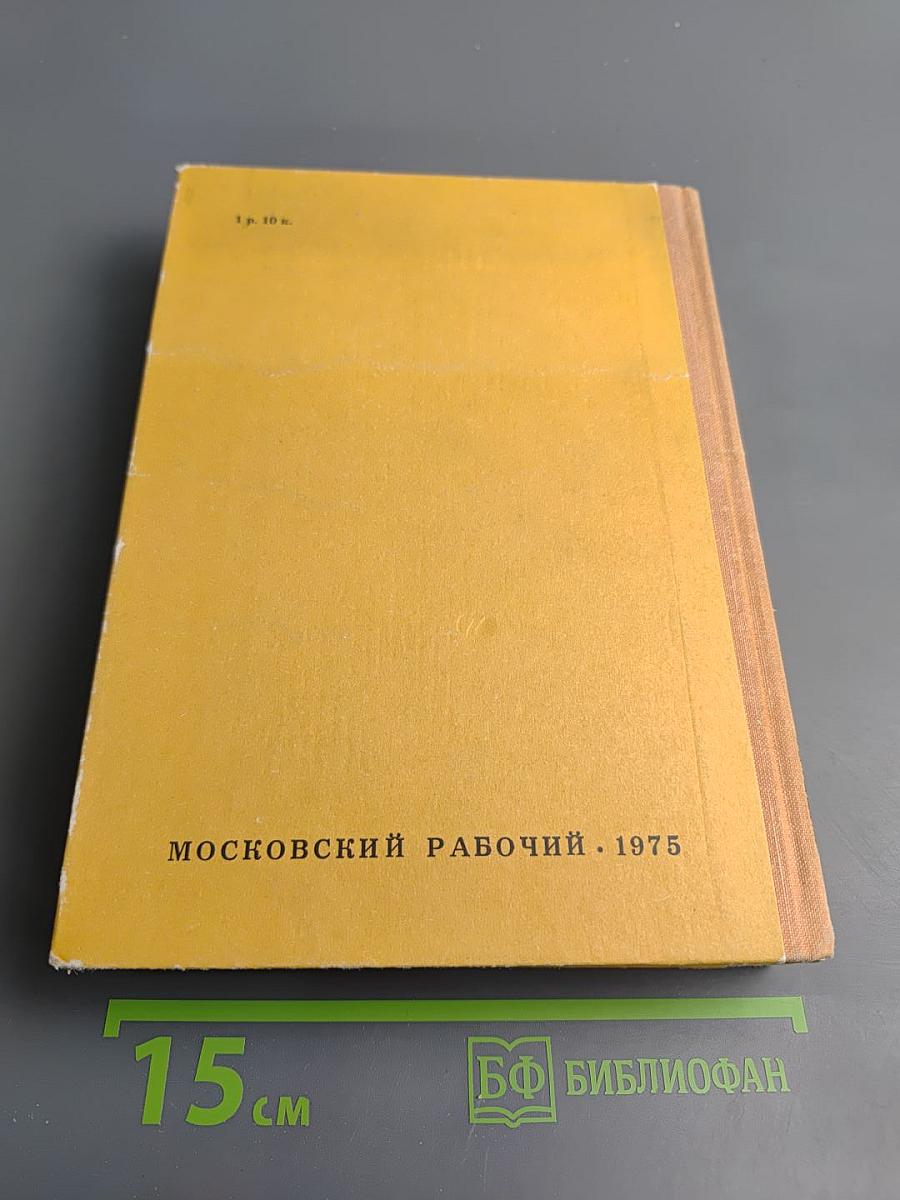 1 р. 10 к.
МОСКОВСКИЙ РАБОЧИЙ · 1975
15 см
БФ БИБЛИОФАН